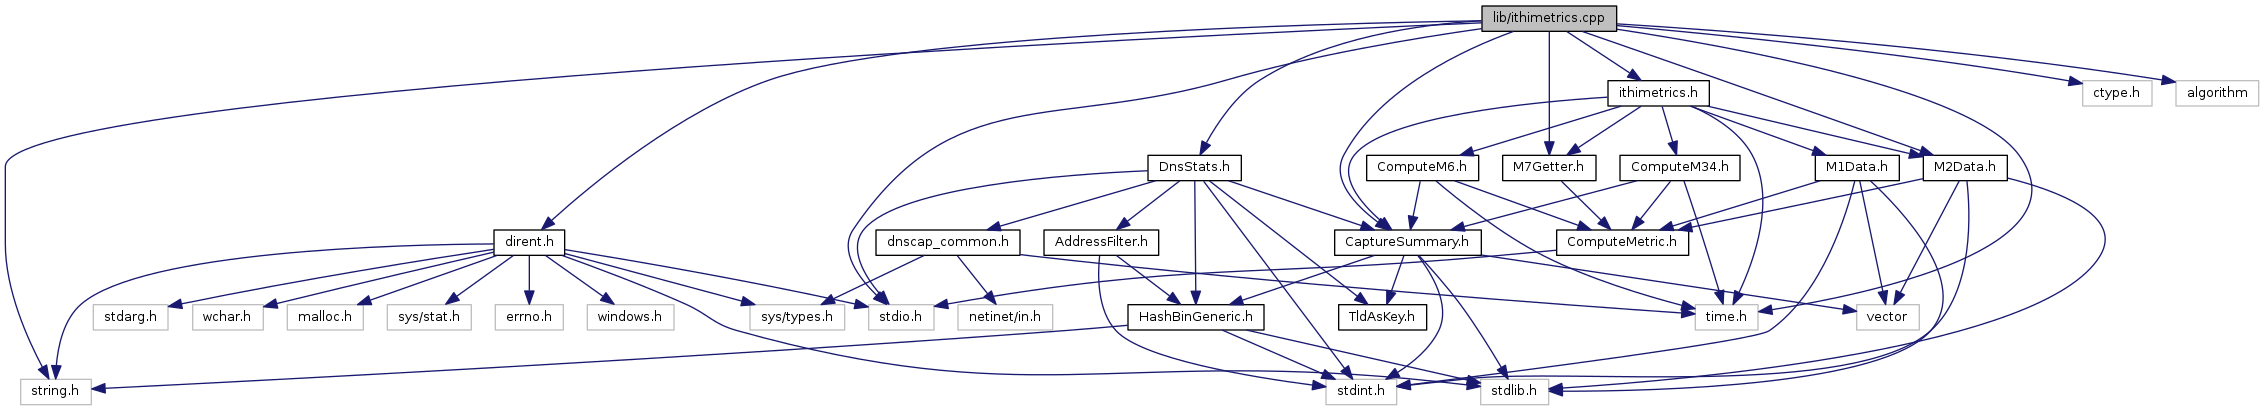 lib/ithimetrics.cpp
ithimetrics.h
ctype.h
algorithm
DnsStats.h
ComputeM6.h
M7Getter.h
ComputeM34.h
M1Data.h
M2Data.h
dirent.h
dnscap_common.h
AddressFilter.h
CaptureSummary.h
ComputeMetric.h
stdarg.h
wchar.h
malloc.h
sys/stat.h
errno.h
windows.h
sys/types.h
stdio.h
netinet/in.h
HashBinGeneric.h
TldAsKey.h
time.h
vector
string.h
stdint.h
stdlib.h